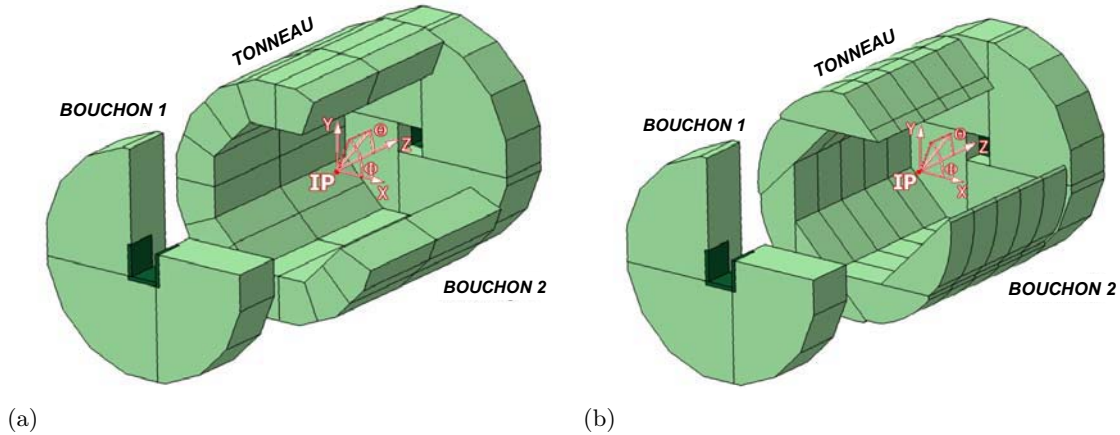 TONNEAU
BOUCHON 1
Y
Θ
Z
IP
Φ
X
BOUCHON 2
(a)
TONNEAU
BOUCHON 1
Y
Θ
Z
IP
Φ
X
BOUCHON 2
(b)